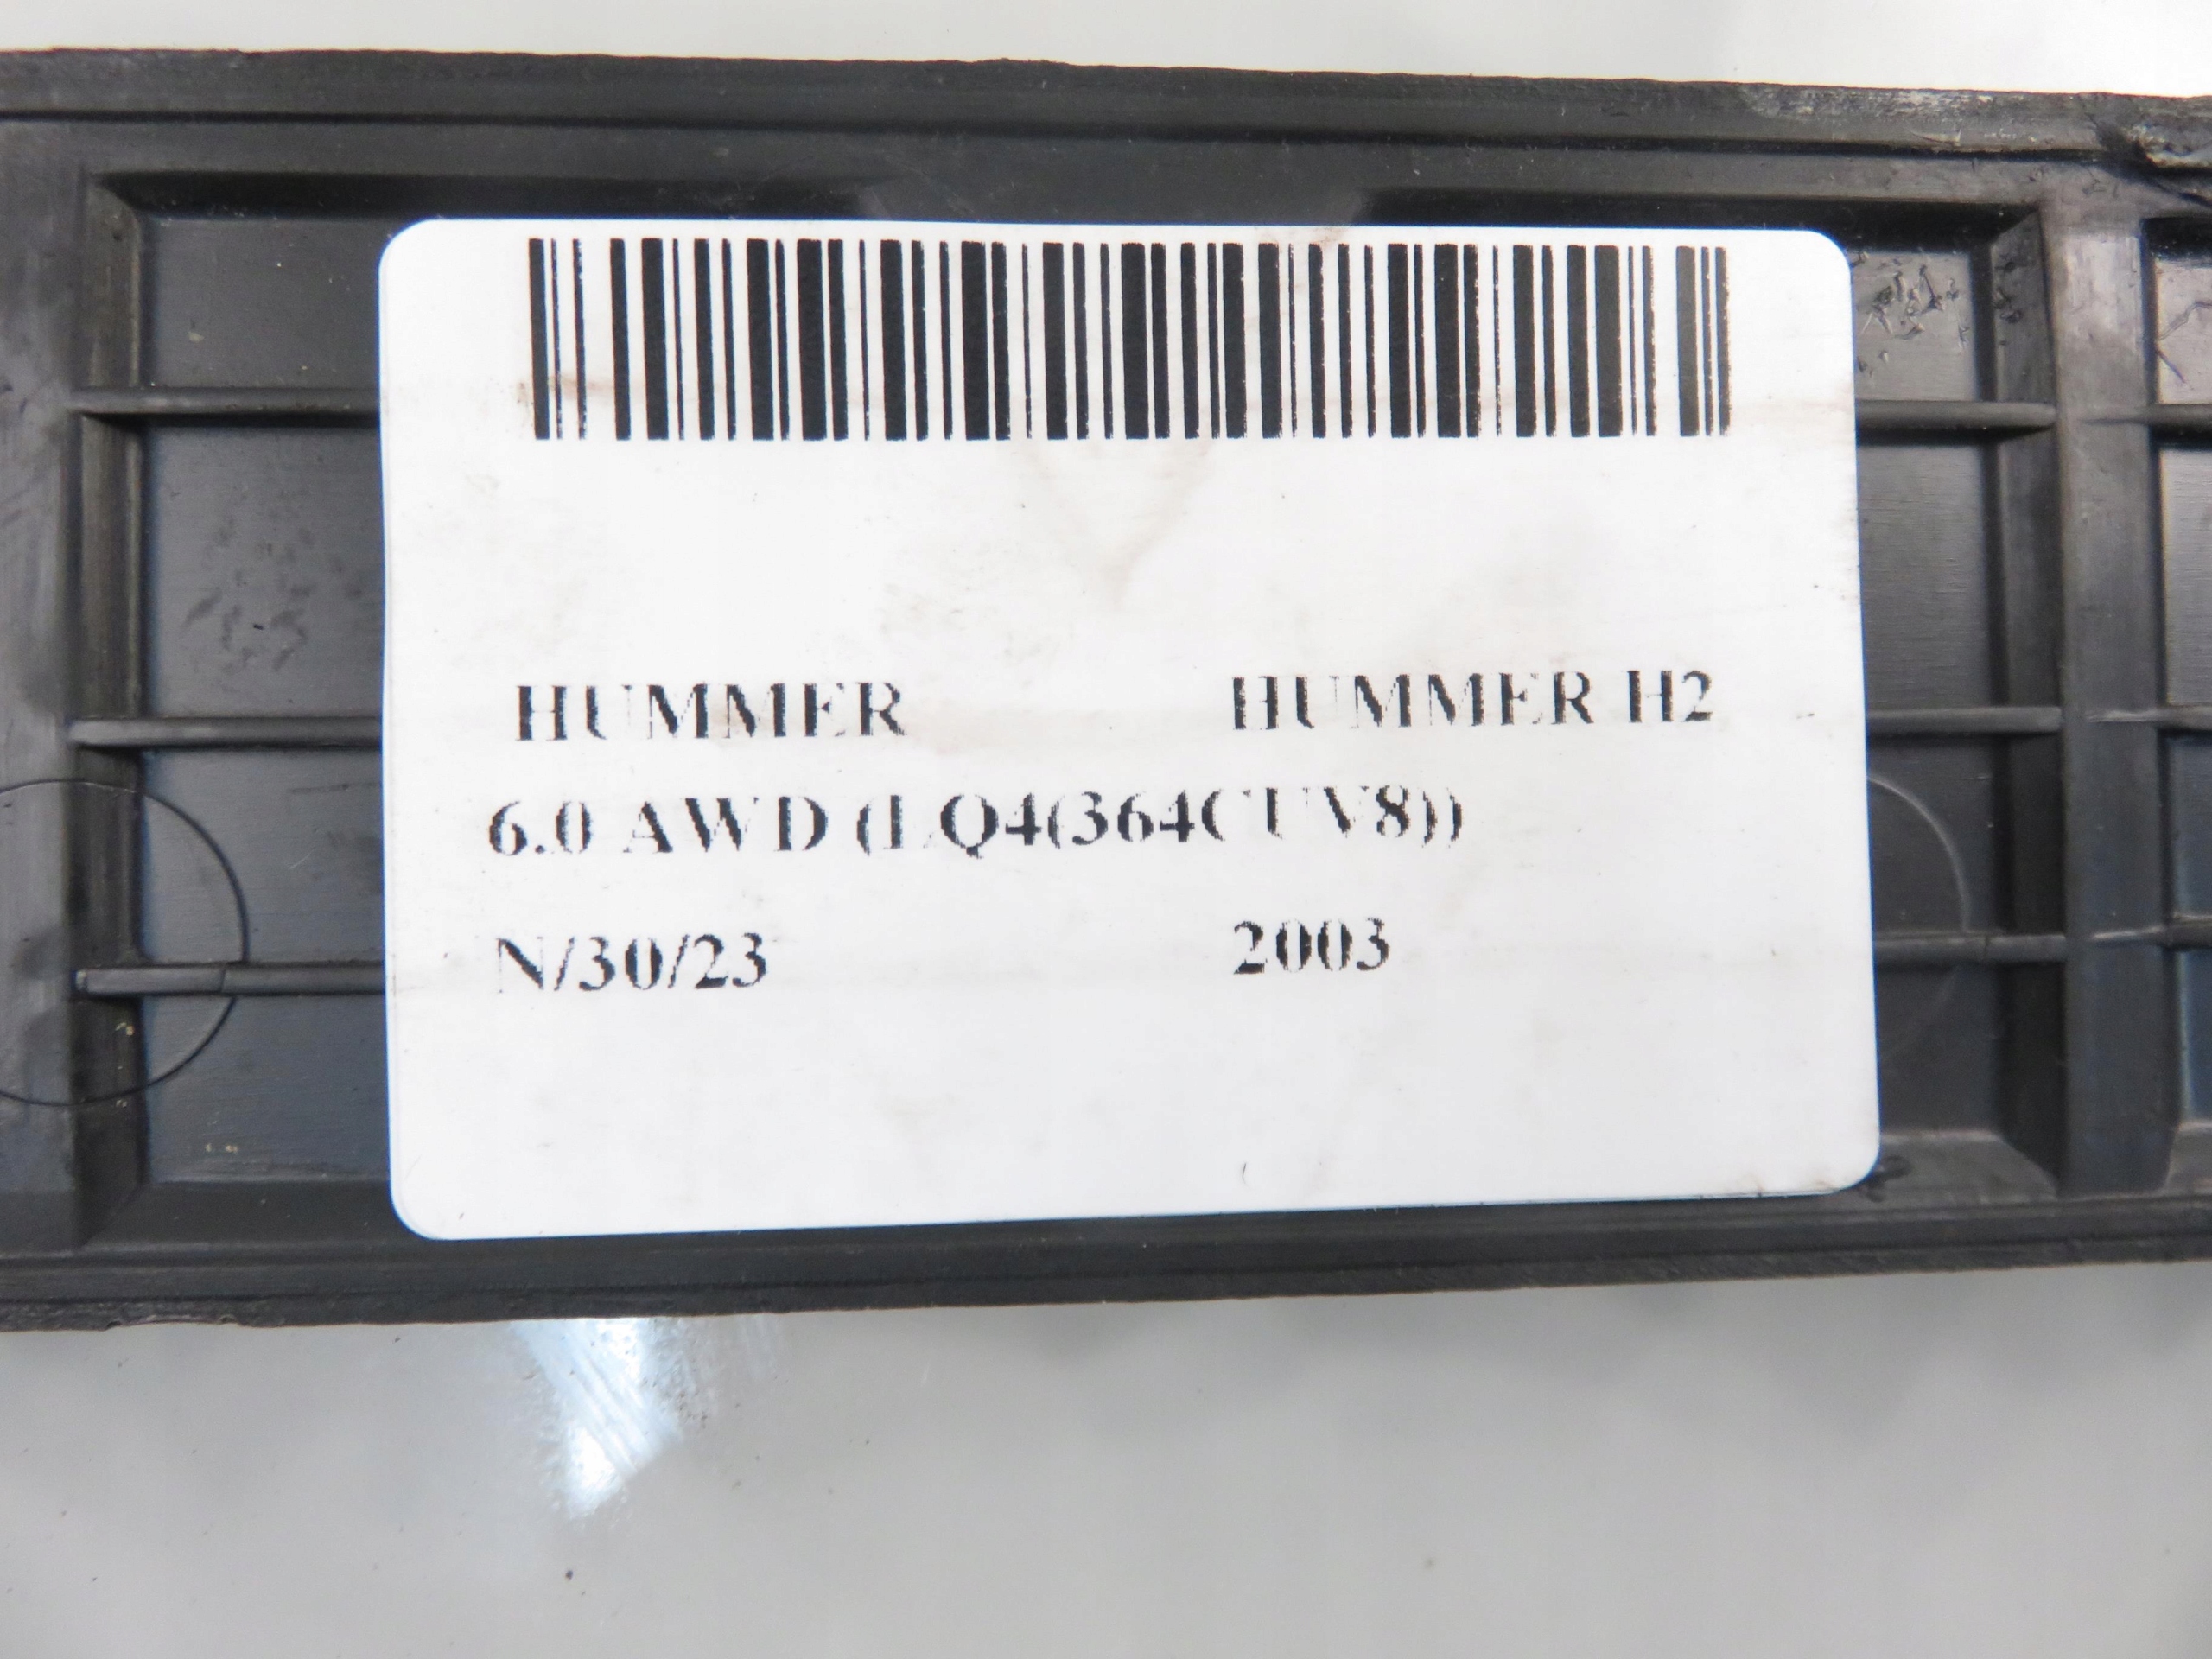 HUMMER HUMMER H2
6.0 AWD (LQ4(364CUV8))
N/30/23 2003